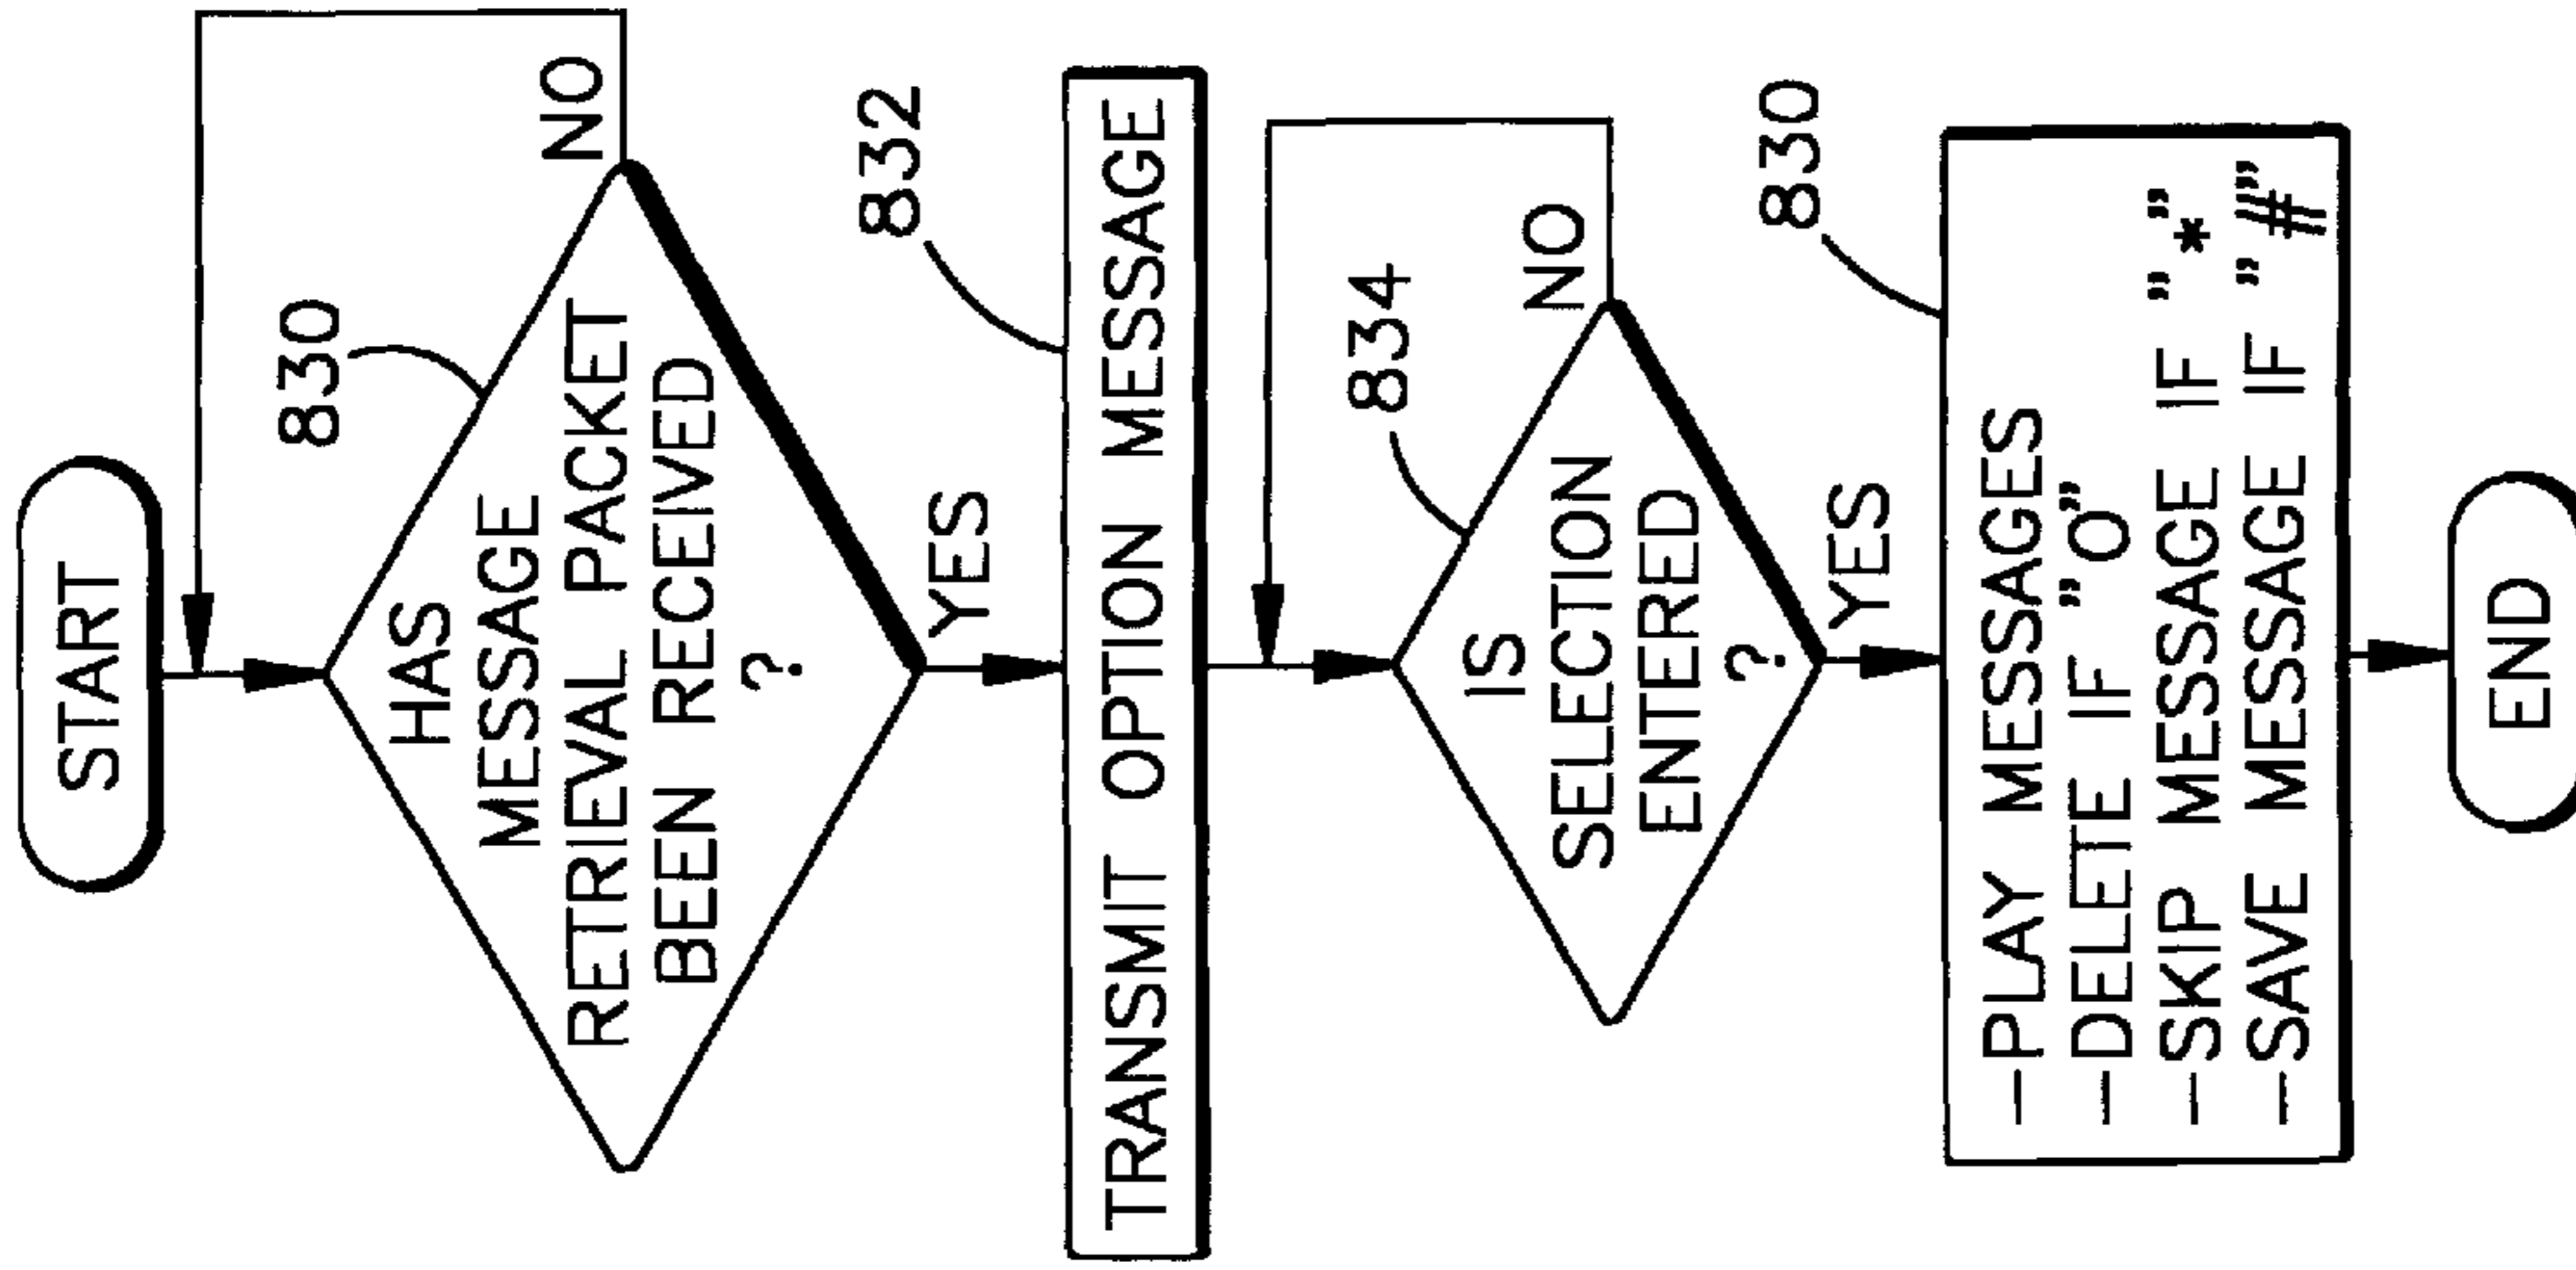 START
830
HAS
MESSAGE
RETRIEVAL PACKET
BEEN RECEIVED
?
NO
YES
832
TRANSMIT OPTION MESSAGE
834
IS
SELECTION
ENTERED
?
NO
YES
830
-PLAY MESSAGES
-DELETE IF "O"
-SKIP MESSAGE IF "*"
-SAVE MESSAGE IF "#"
END